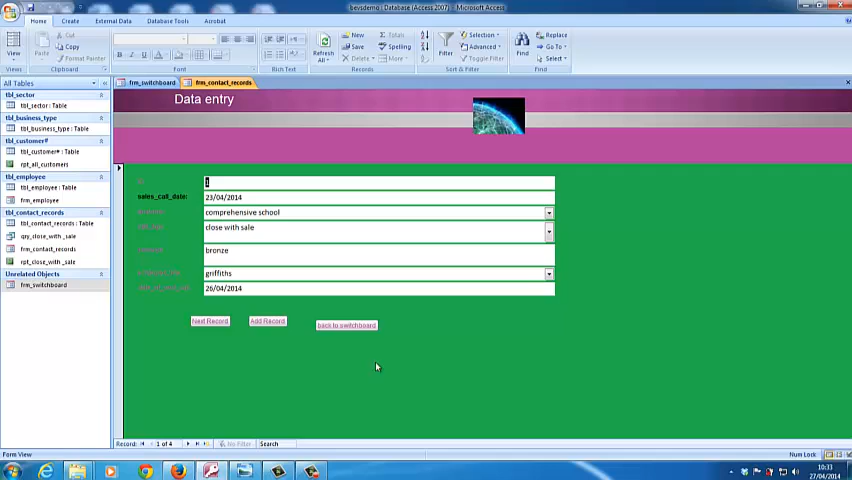 bevsdemo : Database (Access 2007) - Microsoft Access
Home Create External Data Database Tools Acrobat
View
Views
Paste
Cut
Copy
Format Painter
Clipboard
B I U
Font
Rich Text
Refresh All
New
Save
Delete
Totals
Spelling
More
Records
Selection
Advanced
Toggle Filter
Filter
Sort & Filter
Find
Replace
Go To
Select
Find
All Tables
tbl_sector
tbl_sector : Table
tbl_business_type
tbl_business_type : Table
tbl_customer#
tbl_customer# : Table
rpt_all_customers
tbl_employee
tbl_employee : Table
frm_employee
tbl_contact_records
tbl_contact_records : Table
qry_close_with _sale
frm_contact_records
rpt_close_with _sale
Unrelated Objects
frm_switchboard
frm_switchboard frm_contact_records
Data entry
1
sales_call_date: 23/04/2014
comprehensive school
close with sale
bronze
griffiths
26/04/2014
Next Record Add Record back to switchboard
Record: 1 of 4 No Filter Search
Form View
Num Lock
10:33
27/04/2014